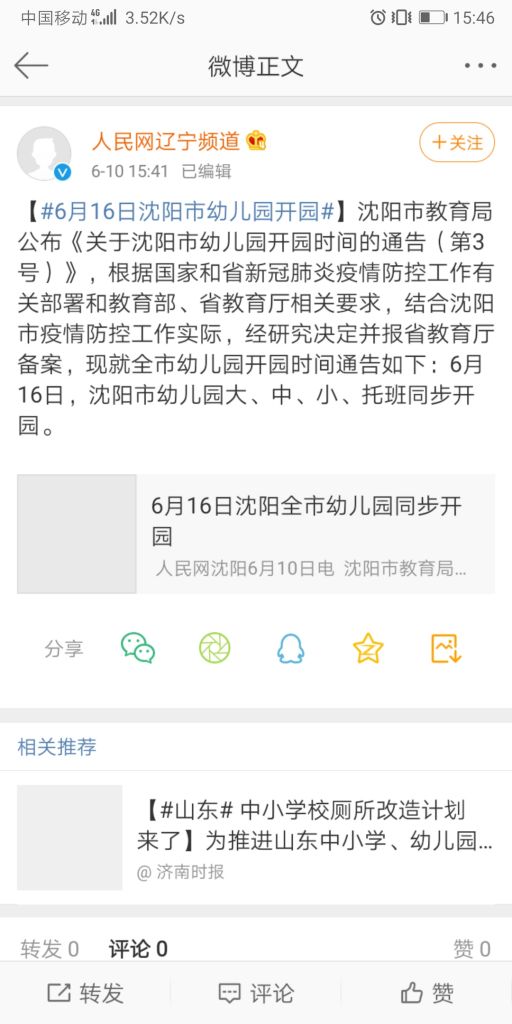 中国移动 4G 3.52K/s 15:46
微博正文
人民网辽宁频道
+关注
6-10 15:41 已编辑
【#6月16日沈阳市幼儿园开园#】沈阳市教育局
公布《关于沈阳市幼儿园开园时间的通告（第3
号）》，根据国家和省新冠肺炎疫情防控工作有
关部署和教育部、省教育厅相关要求，结合沈阳
市疫情防控工作实际，经研究决定并报省教育厅
备案，现就全市幼儿园开园时间通告如下：6月
16日，沈阳市幼儿园大、中、小、托班同步开
园。
6月16日沈阳全市幼儿园同步开
园
人民网沈阳6月10日电 沈阳市教育局...
分享
相关推荐
【#山东# 中小学校厕所改造计划
来了】为推进山东中小学、幼儿园...
@ 济南时报
转发 0 评论 0 赞 0
转发 评论 赞